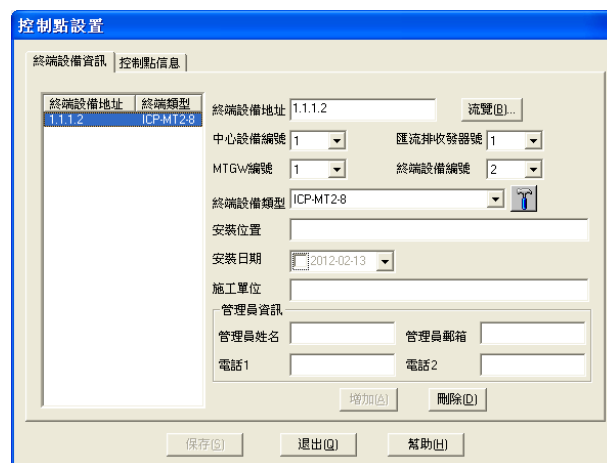 控制點設置
終端設備資訊 控制點信息
終端設備地址 終端類型
1.1.1.2 ICP-MT2-8
終端設備地址 1.1.1.2 流覽(B)...
中心設備編號 1 匯流排收發器號 1
MTGW編號 1 終端設備編號 2
終端設備類型 ICP-MT2-8
安裝位置
安裝日期 2012-02-13
施工單位
管理員資訊
管理員姓名 管理員郵箱
電話1 電話2
增加(A) 刪除(D)
保存(S) 退出(Q) 幫助(H)